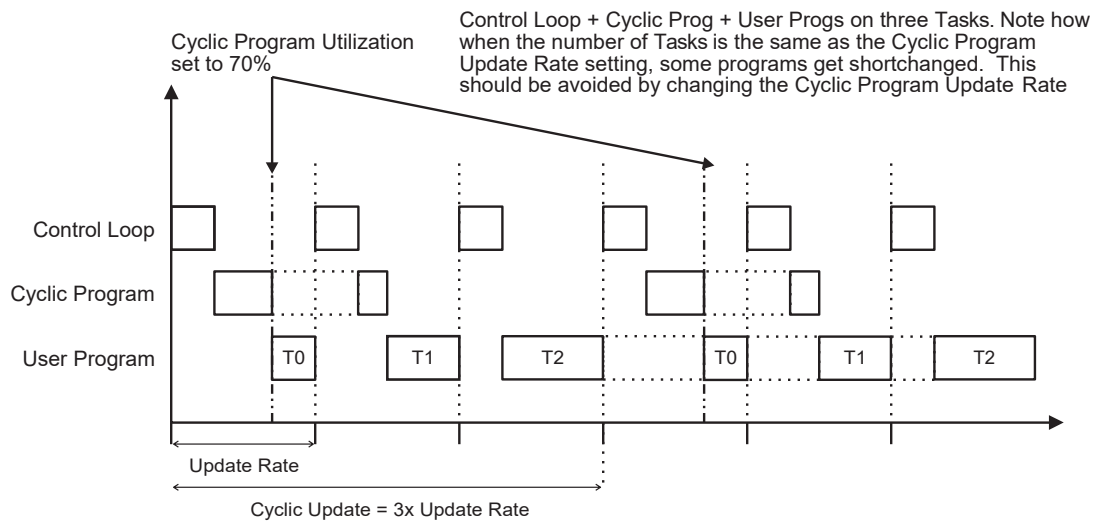 Control Loop + Cyclic Prog + User Progs on three Tasks. Note how
when the number of Tasks is the same as the Cyclic Program
Update Rate setting, some programs get shortchanged.  This
should be avoided by changing the Cyclic Program Update Rate
Cyclic Program Utilization
set to 70%
Control Loop
Cyclic Program
User Program
T0
T1
T2
T0
T1
T2
Update Rate
Cyclic Update = 3x Update Rate